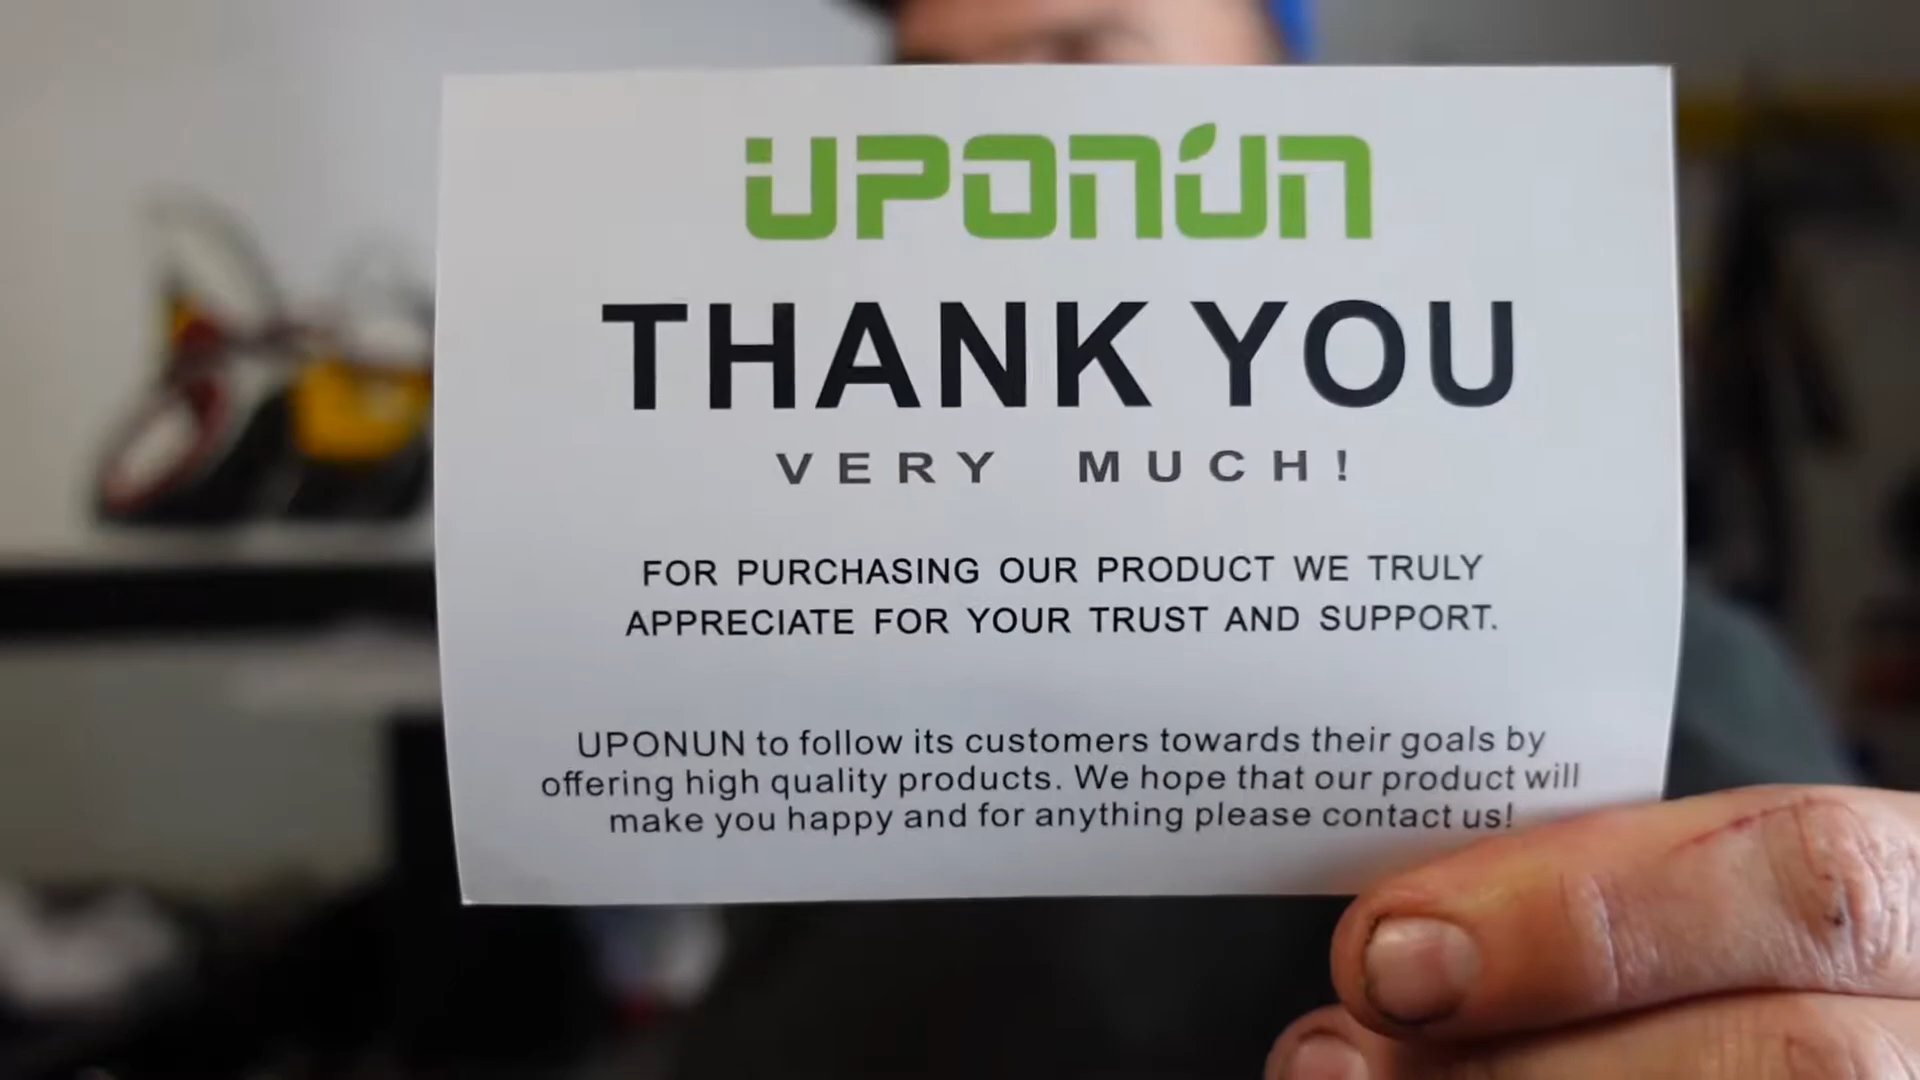 UPONUN
THANK YOU
VERY MUCH!
FOR PURCHASING OUR PRODUCT WE TRULY
APPRECIATE FOR YOUR TRUST AND SUPPORT.
UPONUN to follow its customers towards their goals by
offering high quality products. We hope that our product will
make you happy and for anything please contact us!